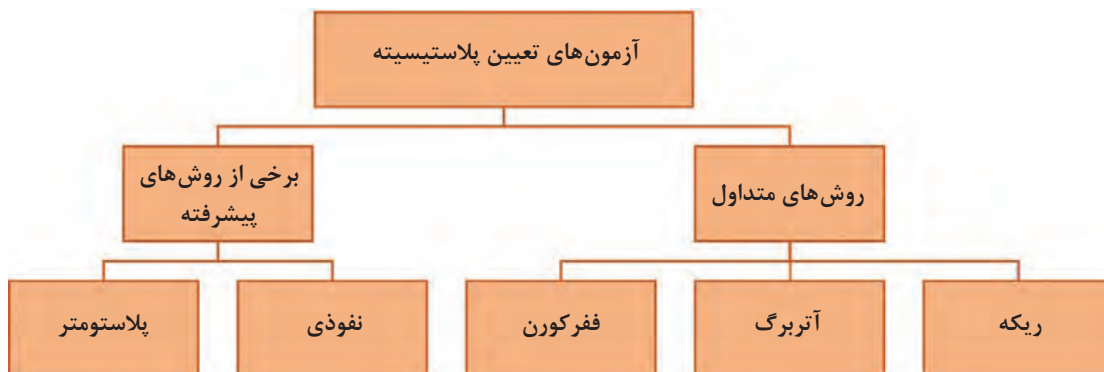 آزمون‌های تعیین پلاستیسیته
روش‌های متداول
برخی از روش‌های
پیشرفته
ریکه
آتربرگ
ففرکورن
نفوذی
پلاستومتر